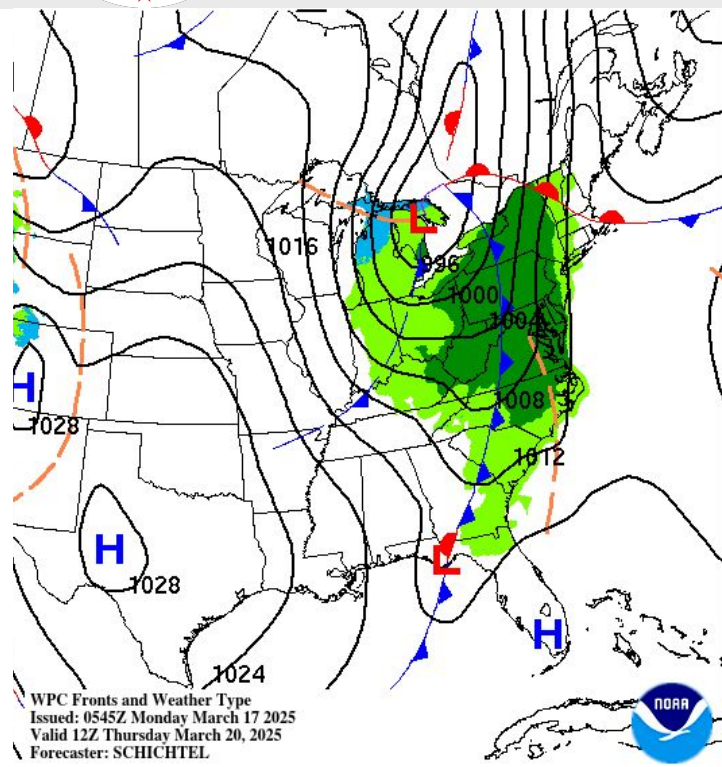 L
1016
996
1000
1004
H
1028
1008
1012
H
L
1028
H
1024
WPC Fronts and Weather Type
Issued: 0545Z Monday March 17 2025
Valid 12Z Thursday March 20, 2025
Forecaster: SCHICHTEL
NOAA